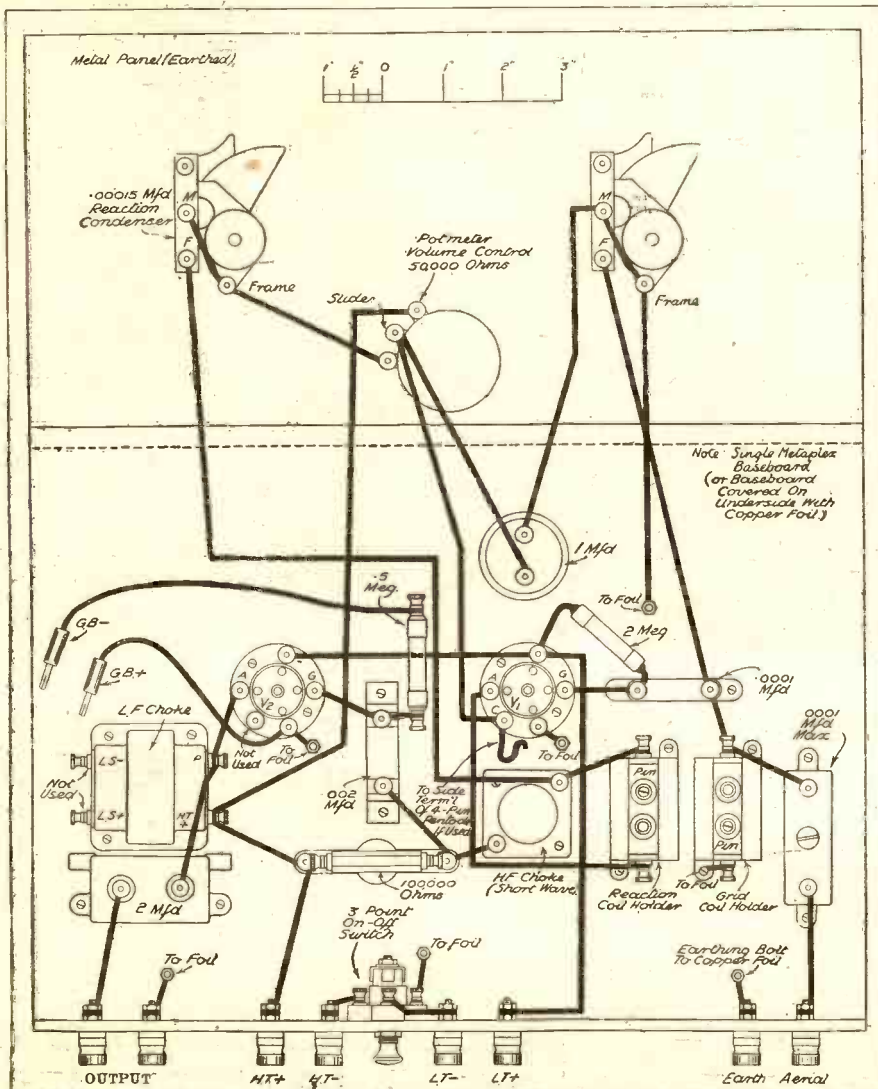 Metal Panel (Earthed)
1" ½" 0 1" 2" 3"
.00015 Mfd
Reaction
Condenser
M
F
Frame
Potmeter
Volume Control
50,000 Ohms
Slider
M
F
Frame
Note Single Metaplex
Baseboard
(or Baseboard
Covered On
Underside With
Copper Foil)
1 Mfd
.5
Meg.
To Foil
2 Meg
GB-
GB+
A
G
V2
A
G
V1
C
.0001
Mfd
.0001
Mfd
Max
LF Choke
Not
Used
To
Foil
To Foil
LS-
P
Not
Used
LS+
HT
+
.002
Mfd
To Side
Term'l
Of 4-Pin
Pentode
If Used
Pin
Pin
2 Mfd
100,000
Ohms
HF Choke
(Short Wave)
To Foil
Reaction
Coil Holder
Grid
Coil Holder
3 Point
On-Off
Switch
To Foil
To Foil
Earthing Bolt
To Copper Foil
OUTPUT
HT+
HT-
LT-
LT+
Earth
Aerial